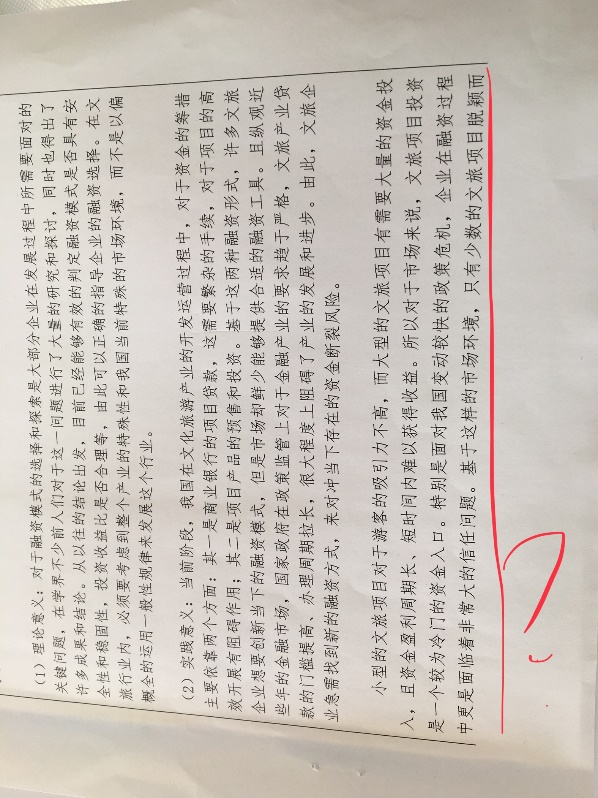 （1）理论意义：对于融资模式的选择和探索是大部分企业在发展过程中所需要面对的
关键问题，在学界不少前人们对于这一问题进行了大量的研究和探讨，同时也得出了
许多成果和结论。从以往的结论出发，目前已经能够有效的判定融资模式是否具有安
全性和稳固性，投资收益比是否合理等，由此可以正确的指导企业的融资选择。在文
旅行业内，必须要考虑到整个产业的特殊性和我国当前特殊的市场环境，而不是以偏
概全的运用一般性规律来发展这个行业。
（2）实践意义：当前阶段，我国在文化旅游产业的开发运营过程中，对于资金的筹措
主要依靠两个方面：其一是商业银行的项目贷款，这需要繁杂的手续，对于项目的高
效开展有阻碍作用；其二是项目产品的预售和投资。基于这两种融资形式，许多文旅
企业想要创新当下的融资模式，但是市场却鲜少能够提供合适的融资工具。且纵观近
些年的金融市场，国家政府在政策监管上对于金融产业的要求趋于严格，文旅产业贷
款的门槛提高、办理周期拉长，很大程度上阻碍了产业的发展和进步。由此，文旅企
业急需找到新的融资方式，来对冲当下存在的资金断裂风险。
小型的文旅项目对于游客的吸引力不高，而大型的文旅项目有需要大量的资金投
入，且资金盈利周期长、短时间内难以获得收益。所以对于市场来说，文旅项目投资
是一个较为冷门的资金入口。特别是面对我国变动较快的政策危机，企业在融资过程
中更是面临着非常大的信任问题。基于这样的市场环境，只有少数的文旅项目脱颖而